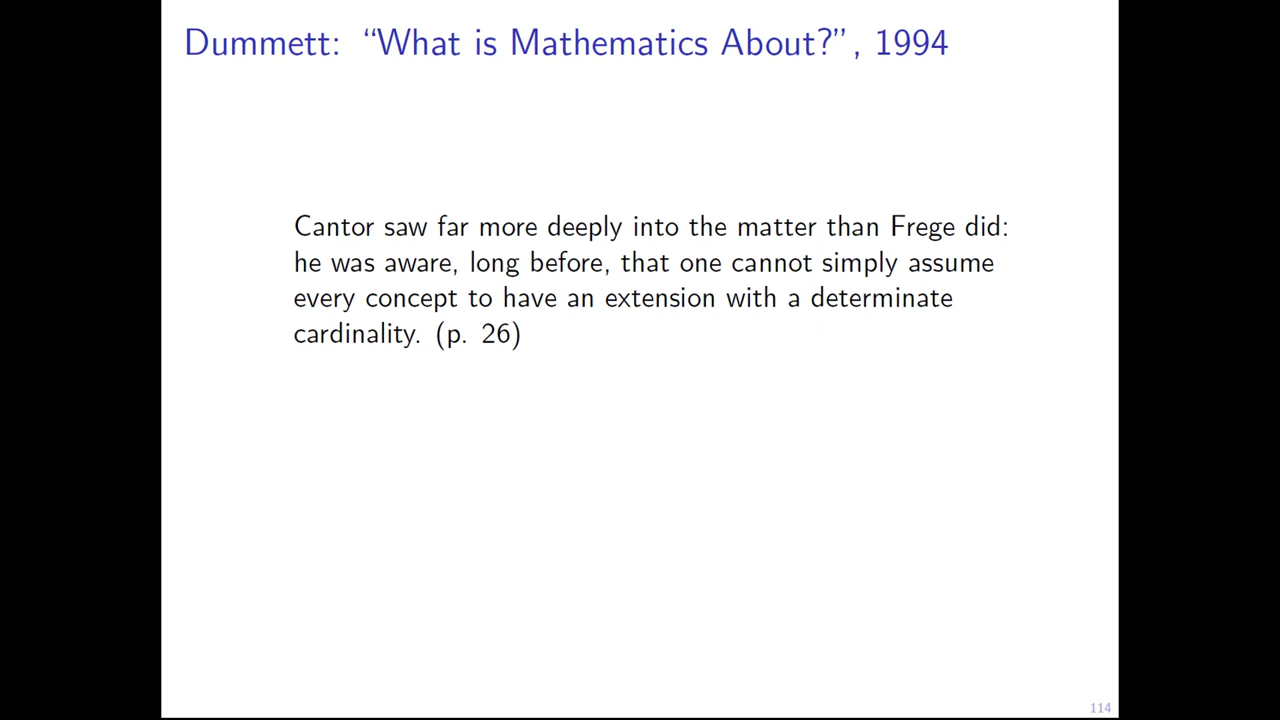 Dummett: “What is Mathematics About?”, 1994
Cantor saw far more deeply into the matter than Frege did:
he was aware, long before, that one cannot simply assume
every concept to have an extension with a determinate
cardinality. (p. 26)
114